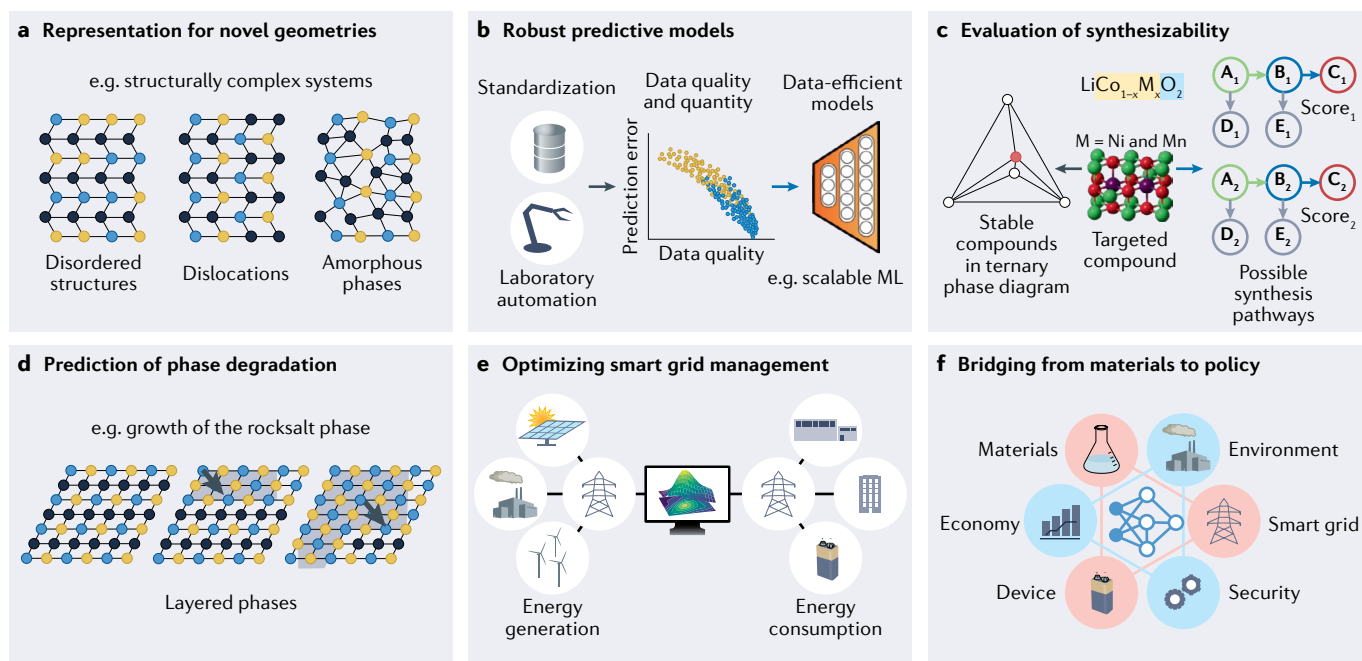 a Representation for novel geometries
e.g. structurally complex systems
Disordered
structures
Dislocations
Amorphous
phases
b Robust predictive models
Standardization
Laboratory
automation
Data quality
and quantity
Prediction error
Data quality
Data-efficient
models
e.g. scalable ML
c Evaluation of synthesizability
LiCo₁₋ₓMₓO₂
M = Ni and Mn
Stable
compounds
in ternary
phase diagram
Targeted
compound
A₁ B₁ C₁
Score₁
D₁ E₁
A₂ B₂ C₂
Score₂
D₂ E₂
Possible
synthesis
pathways
d Prediction of phase degradation
e.g. growth of the rocksalt phase
Layered phases
e Optimizing smart grid management
Energy
generation
Energy
consumption
f Bridging from materials to policy
Materials
Environment
Economy
Smart grid
Device
Security